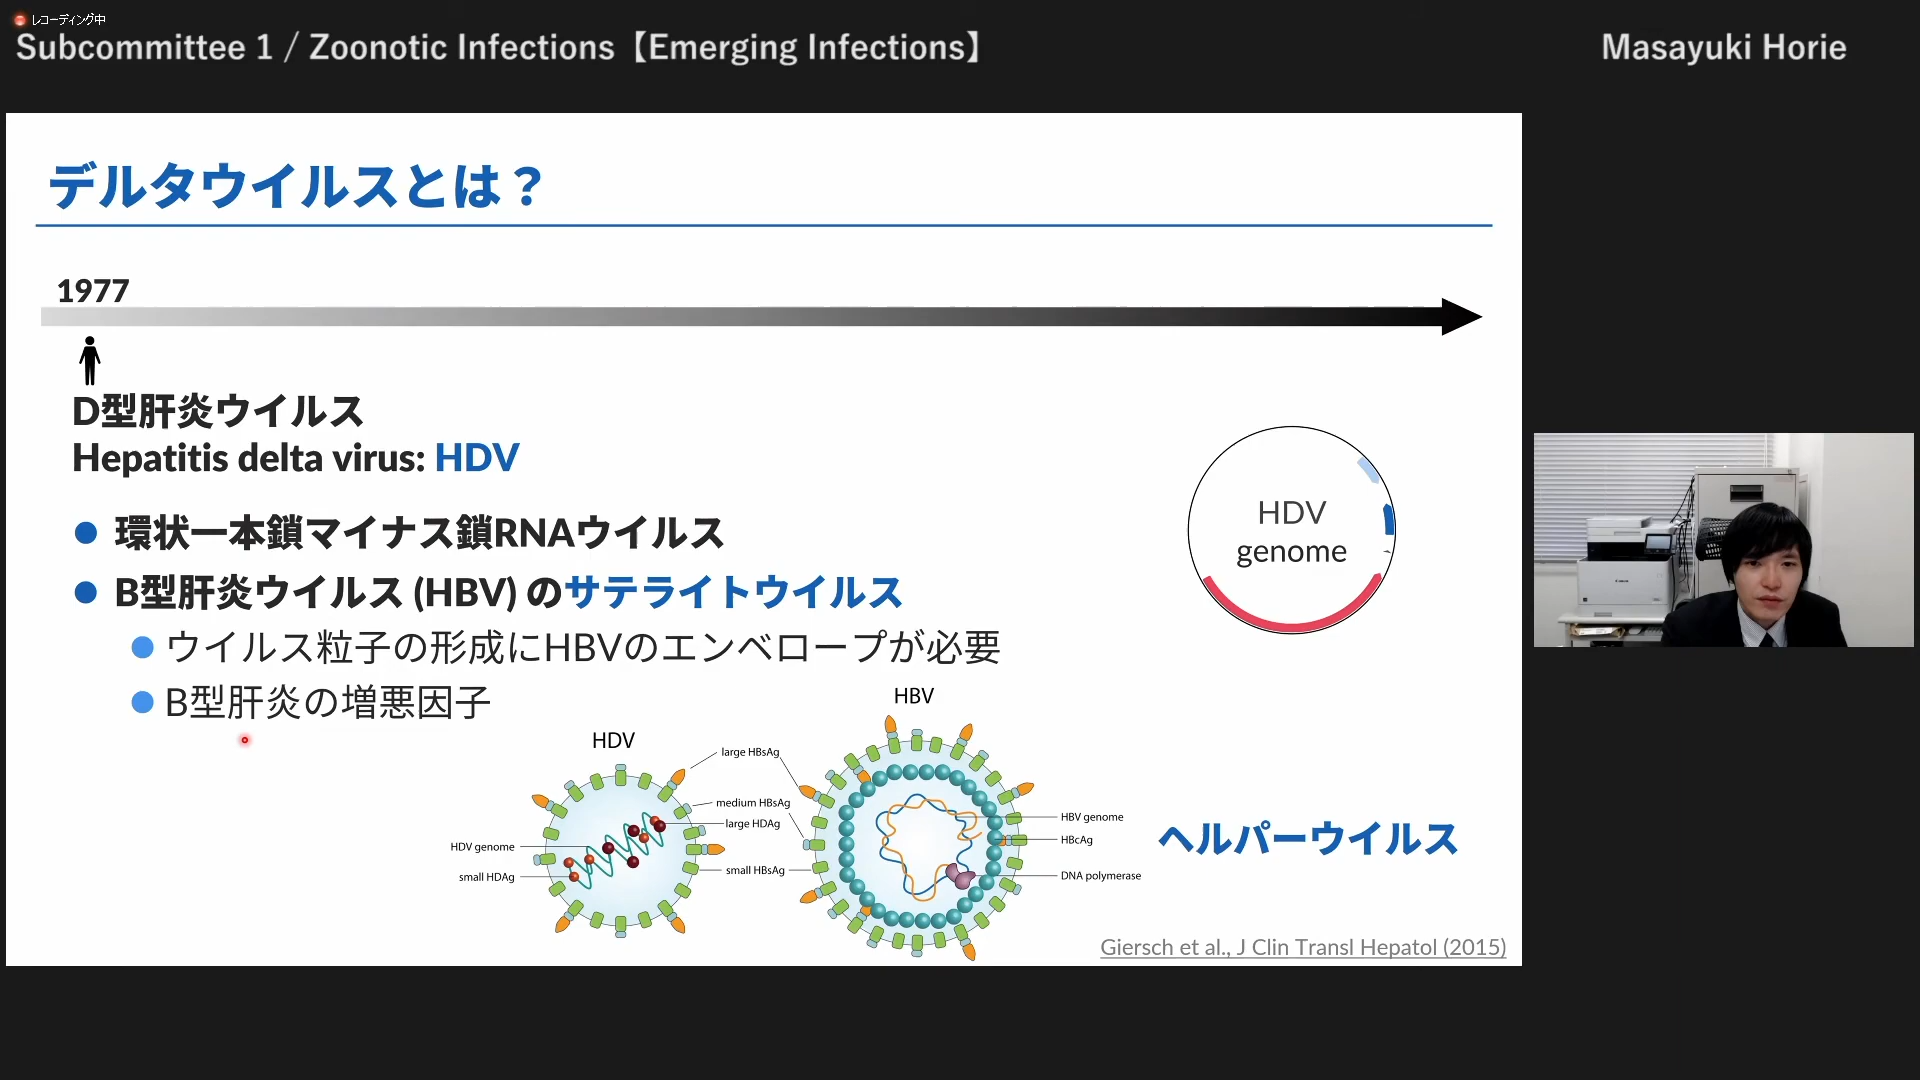 レコーディング中
Subcommittee 1 / Zoonotic Infections【Emerging Infections】
Masayuki Horie
デルタウイルスとは？
1977
D型肝炎ウイルス
Hepatitis delta virus: HDV
環状一本鎖マイナス鎖RNAウイルス
B型肝炎ウイルス (HBV) のサテライトウイルス
ウイルス粒子の形成にHBVのエンベロープが必要
B型肝炎の増悪因子
HDV
genome
HDV
HBV
large HBsAg
medium HBsAg
large HDAg
HDV genome
small HDAg
small HBsAg
HBV genome
HBcAg
DNA polymerase
ヘルパーウイルス
Giersch et al., J Clin Transl Hepatol (2015)